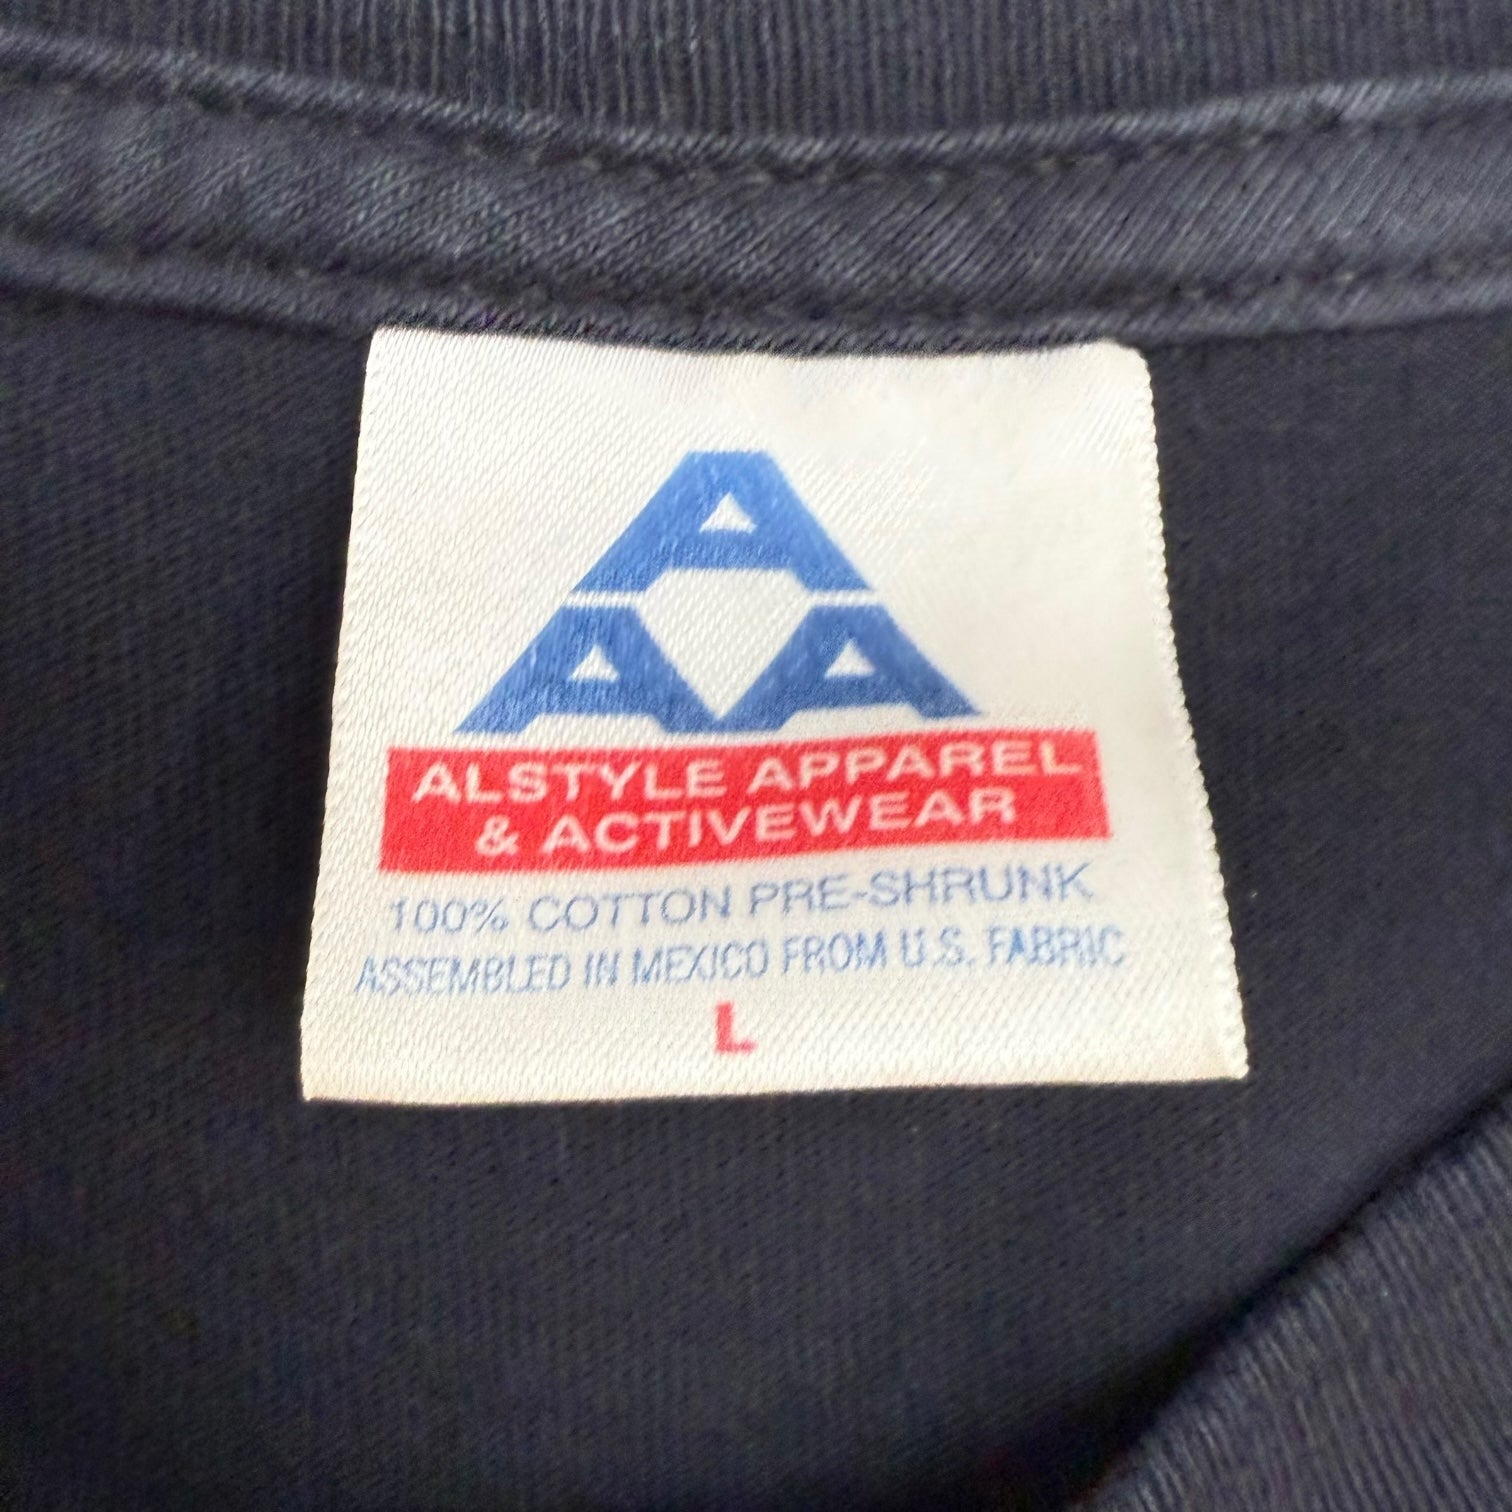 A
A A
ALSTYLE APPAREL
& ACTIVEWEAR
100% COTTON PRE-SHRUNK
ASSEMBLED IN MEXICO FROM U.S. FABRIC
L